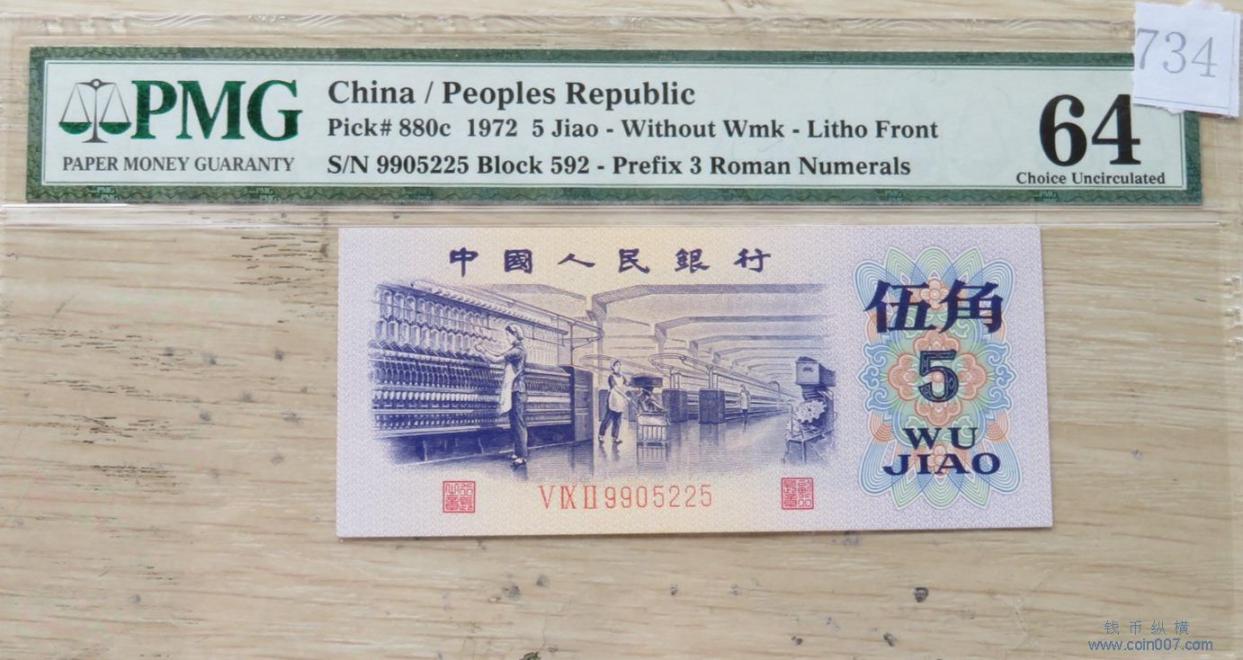 734
PMG
PAPER MONEY GUARANTY
China / Peoples Republic
Pick# 880c 1972 5 Jiao - Without Wmk - Litho Front
S/N 9905225 Block 592 - Prefix 3 Roman Numerals
64
Choice Uncirculated
中國人民銀行
伍角
5
WU
JIAO
V IX II 9905225
钱币纵横
www.coin007.com